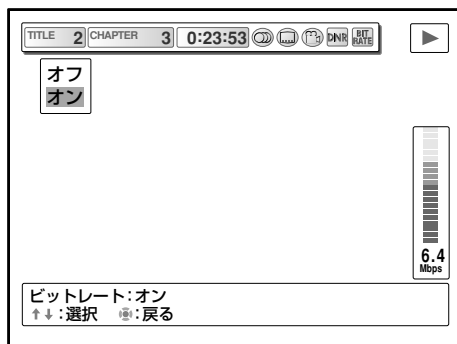 TITLE 2 CHAPTER 3 0:23:53 DNR BIT RATE
オフ
オン
6.4
Mbps
ビットレート:オン
↑↓:選択 :戻る